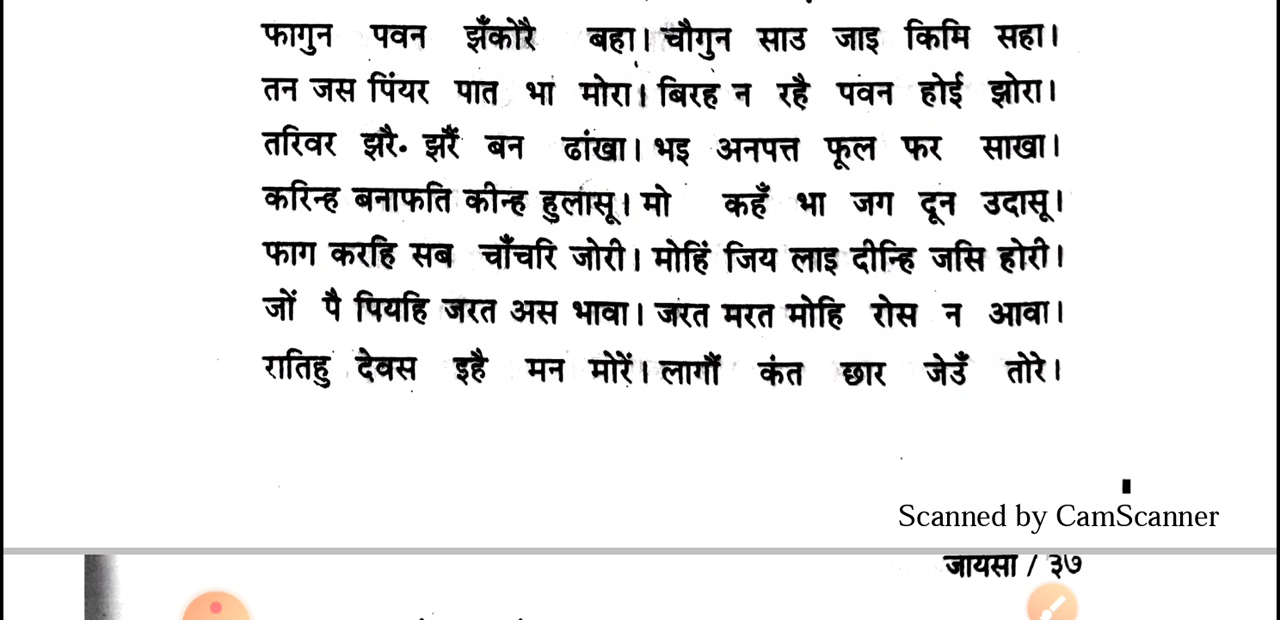 फागुन पवन झँकोरै बहा। चौगुन साउ जाइ किमि सहा।
तन जस पिंयर पात भा मोरा। बिरह न रहै पवन होई झोरा।
तरिवर झरै झरैं बन ढांखा। भइ अनपत्त फूल फर साखा।
करिन्ह बनाफति कीन्ह हुलासू। मो कहँ भा जग दून उदासू।
फाग करहि सब चाँचरि जोरी। मोहिं जिय लाइ दीन्हि जसि होरी।
जों पै पियहि जरत अस भावा। जरत मरत मोहि रोस न आवा।
रातिहु देवस इहै मन मोरें। लागौं कंत छार जेउँ तोरे।
Scanned by CamScanner
जायसी / ३७